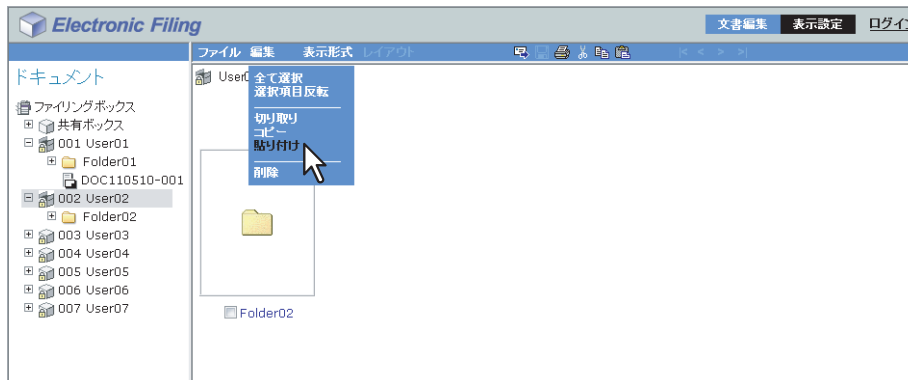 Electronic Filing
文書編集 表示設定 ログイン
ファイル 編集 表示形式 レイアウト |< < > >|
ドキュメント
ファイリングボックス
共有ボックス
001 User01
Folder01
DOC110510-001
002 User02
Folder02
003 User03
004 User04
005 User05
006 User06
007 User07
User0
全て選択
選択項目反転
切り取り
コピー
貼り付け
削除
Folder02